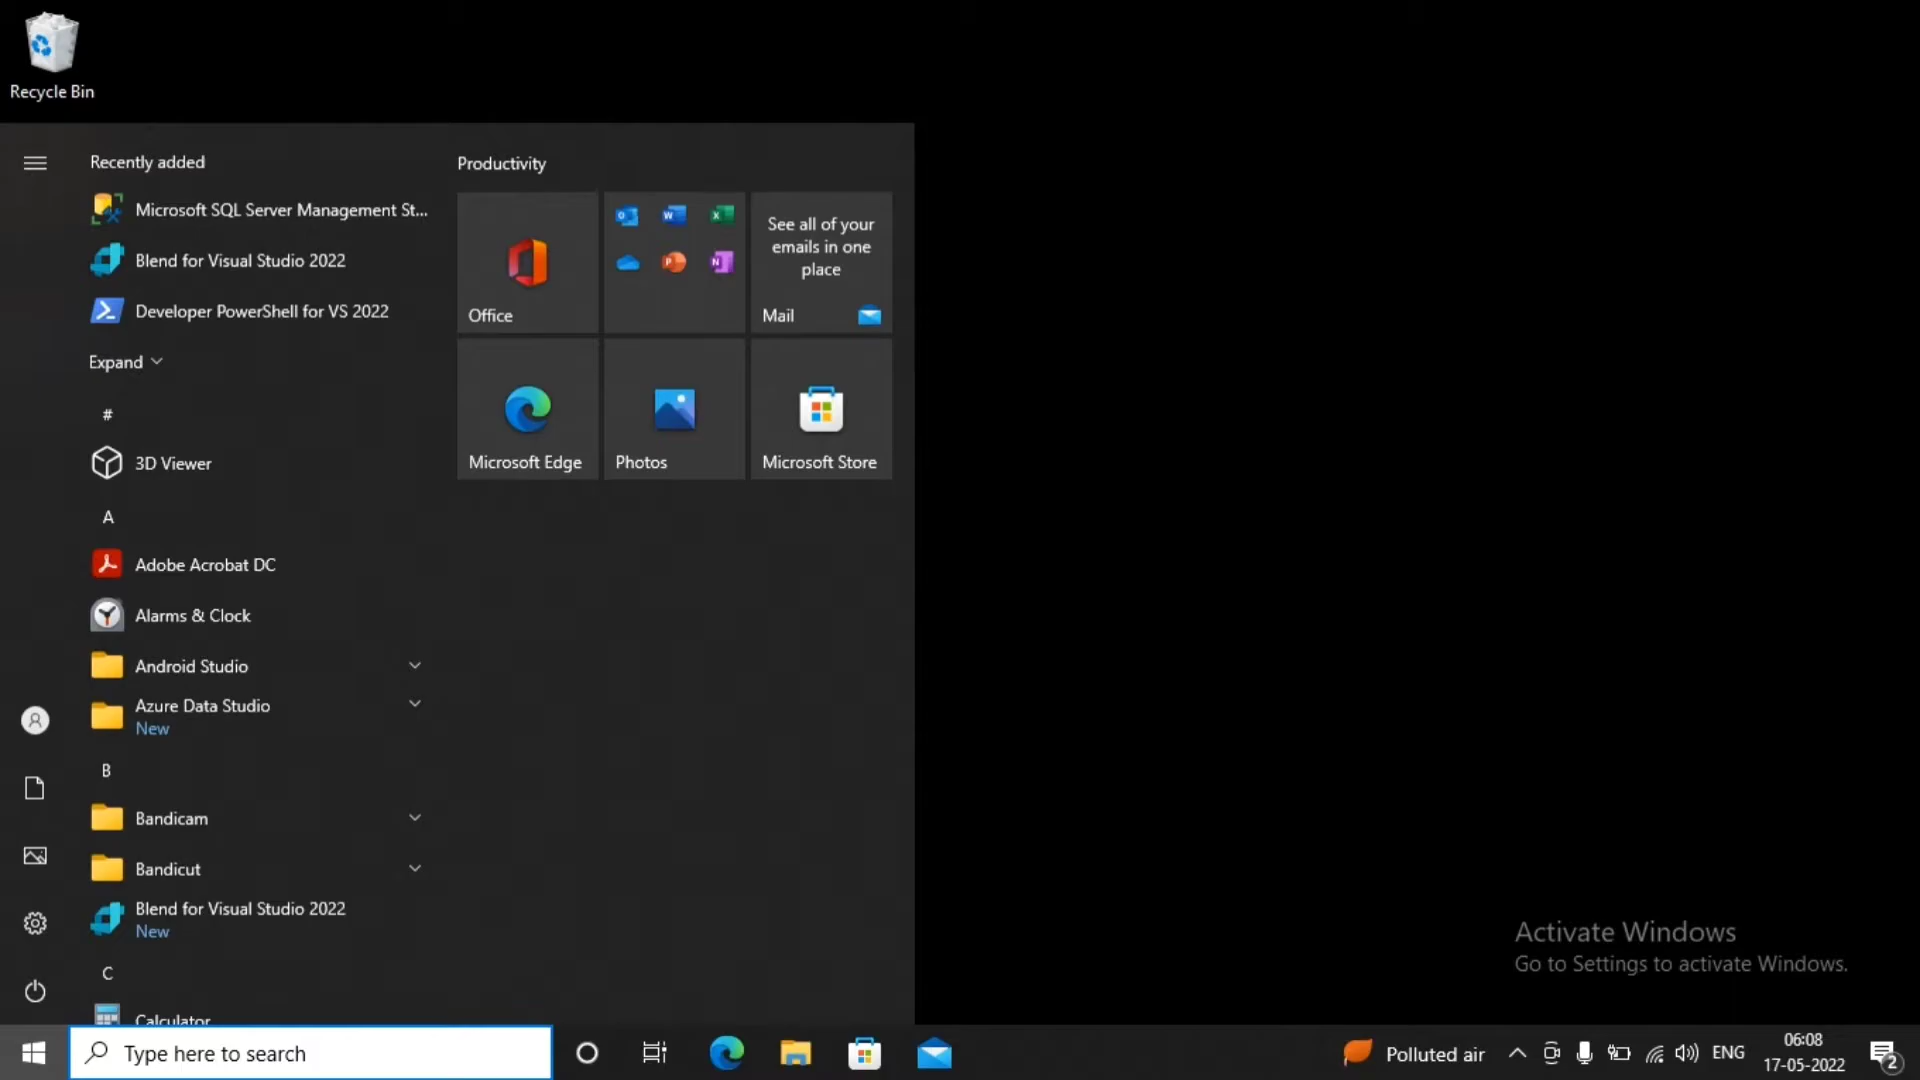 Recycle Bin
Recently added
Microsoft SQL Server Management St...
Blend for Visual Studio 2022
Developer PowerShell for VS 2022
Expand
#
3D Viewer
A
Adobe Acrobat DC
Alarms & Clock
Android Studio
Azure Data Studio
New
B
Bandicam
Bandicut
Blend for Visual Studio 2022
New
C
Calculator
Productivity
Office
See all of your
emails in one
place
Mail
Microsoft Edge
Photos
Microsoft Store
Activate Windows
Go to Settings to activate Windows.
Type here to search
Polluted air
ENG
06:08
17-05-2022
2